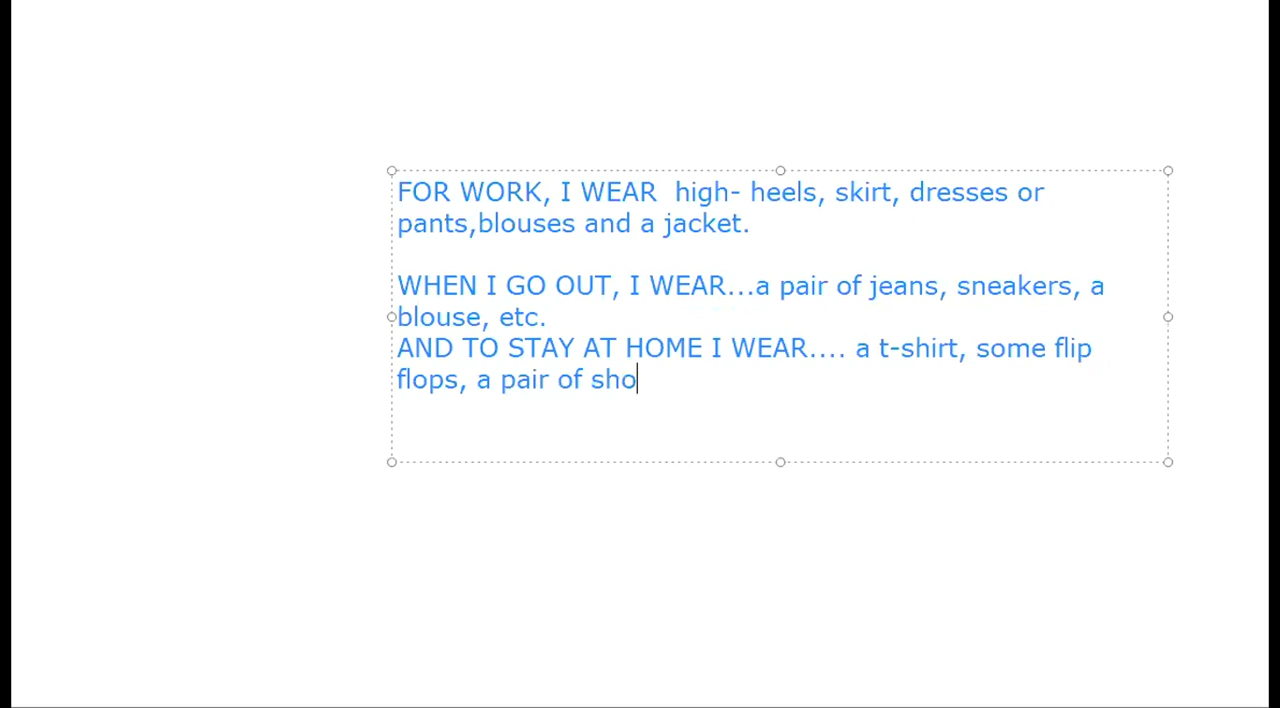 FOR WORK, I WEAR  high- heels, skirt, dresses or
pants,blouses and a jacket.
WHEN I GO OUT, I WEAR...a pair of jeans, sneakers, a
blouse, etc.
AND TO STAY AT HOME I WEAR.... a t-shirt, some flip
flops, a pair of sho